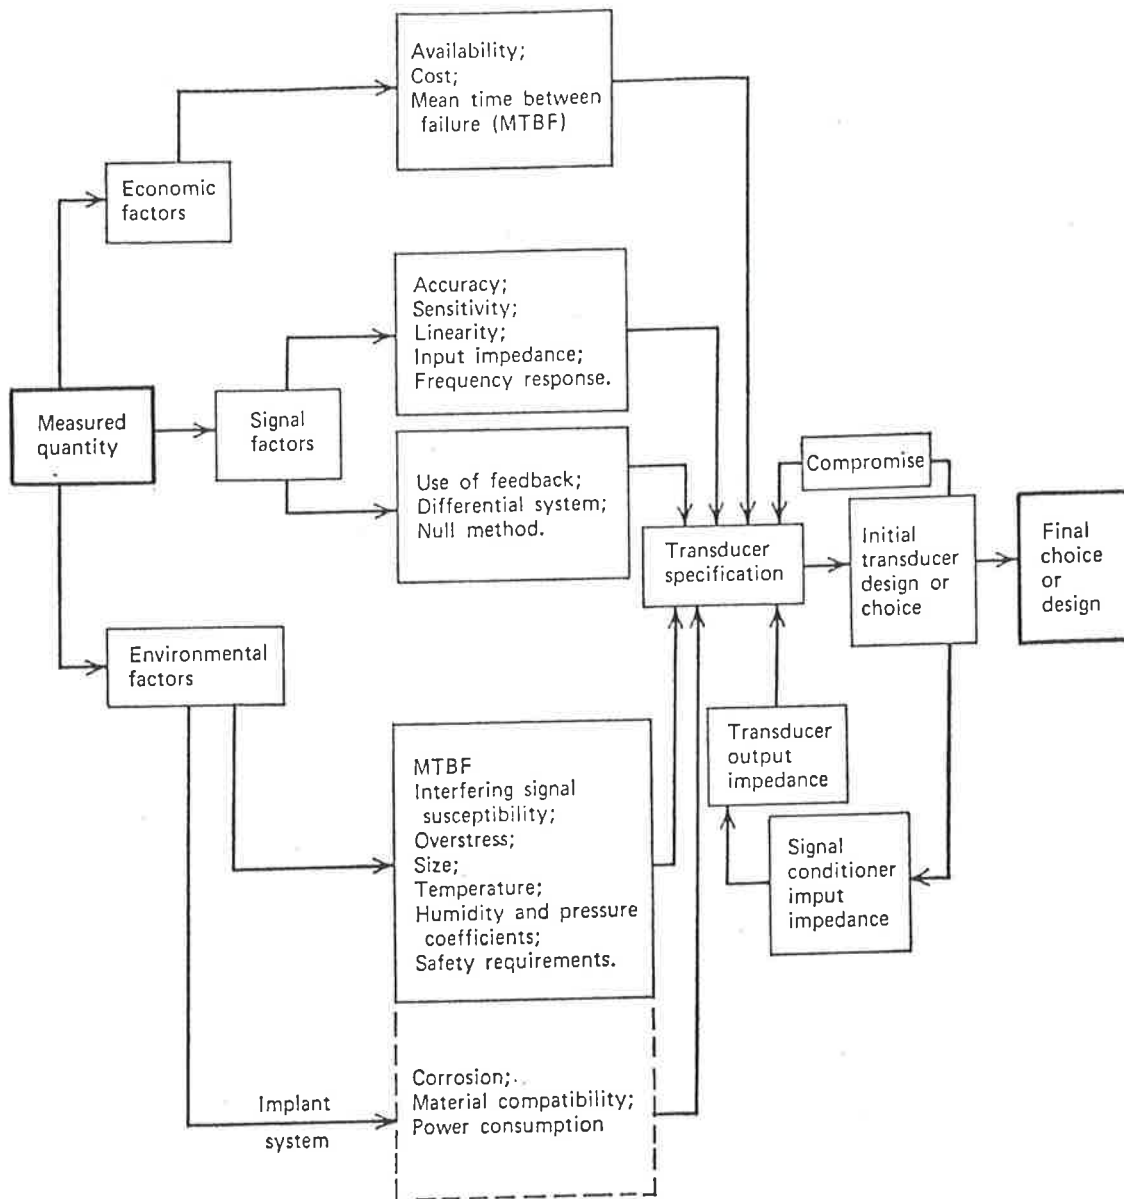 Availability;
Cost;
Mean time between
failure (MTBF)
Economic
factors
Accuracy;
Sensitivity;
Linearity;
Input impedance;
Frequency response.
Measured
quantity
Signal
factors
Use of feedback;
Differential system;
Null method.
Compromise
Transducer
specification
Initial
transducer
design or
choice
Final
choice
or
design
Environmental
factors
MTBF
Interfering signal
susceptibility;
Overstress;
Size;
Temperature;
Humidity and pressure
coefficients;
Safety requirements.
Transducer
output
impedance
Signal
conditioner
imput
impedance
Implant
system
Corrosion;
Material compatibility;
Power consumption